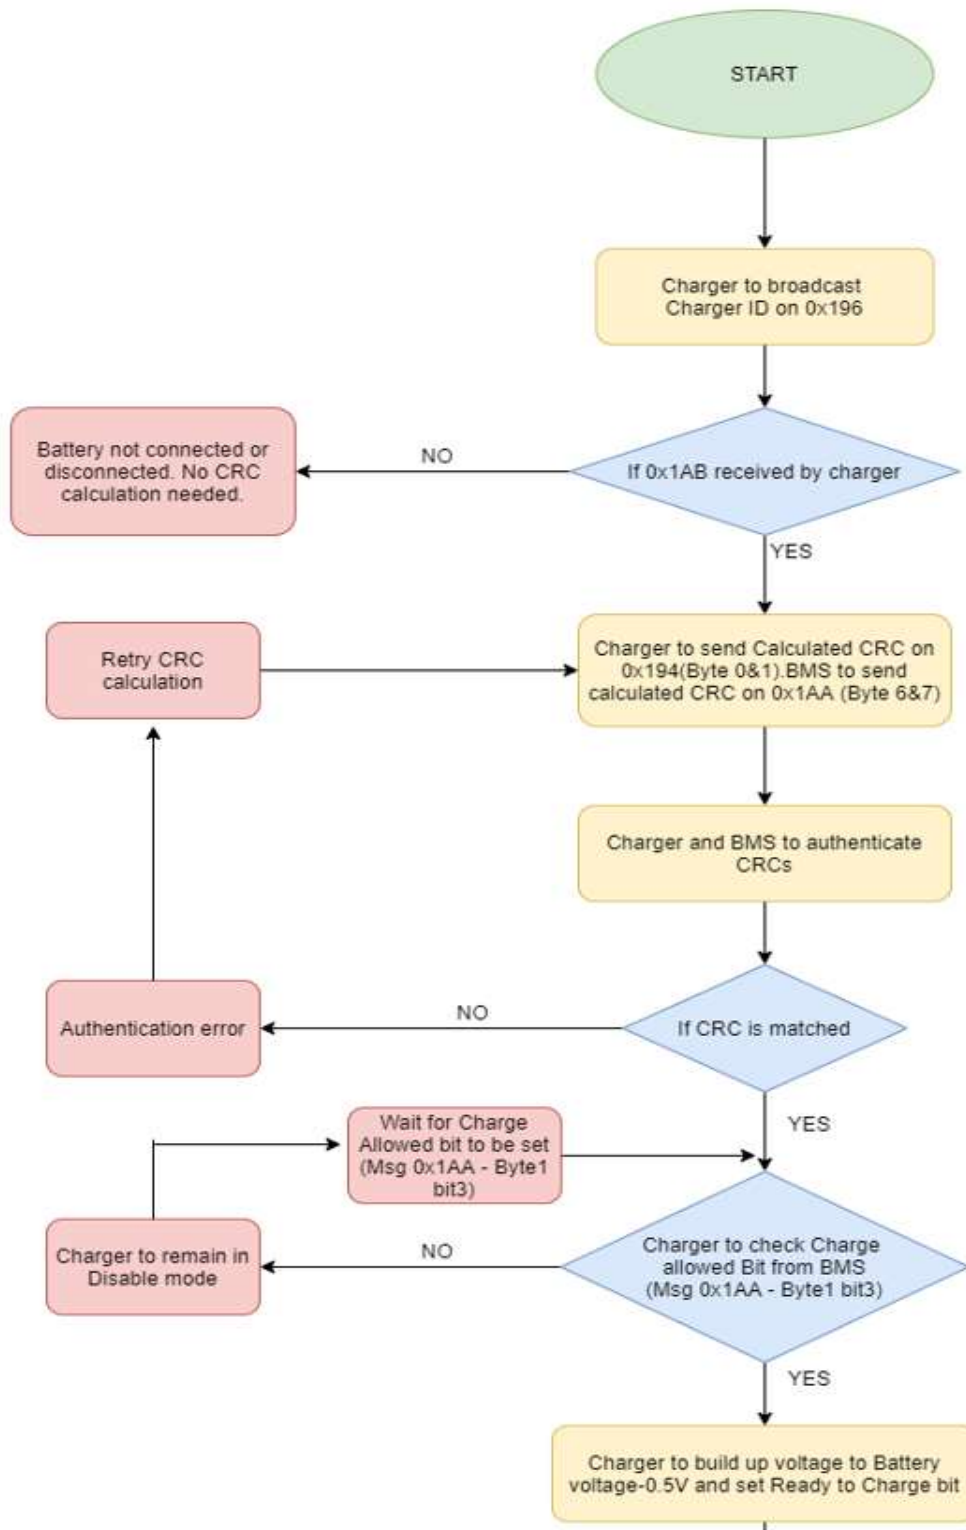 START
Charger to broadcast
Charger ID on 0x196
Battery not connected or
disconnected. No CRC
calculation needed.
NO
If 0x1AB received by charger
YES
Retry CRC
calculation
Charger to send Calculated CRC on
0x194(Byte 0&1).BMS to send
calculated CRC on 0x1AA (Byte 6&7)
Charger and BMS to authenticate
CRCs
Authentication error
NO
If CRC is matched
YES
Wait for Charge
Allowed bit to be set
(Msg 0x1AA - Byte1
bit3)
Charger to remain in
Disable mode
NO
Charger to check Charge
allowed Bit from BMS
(Msg 0x1AA - Byte1 bit3)
YES
Charger to build up voltage to Battery
voltage-0.5V and set Ready to Charge bit